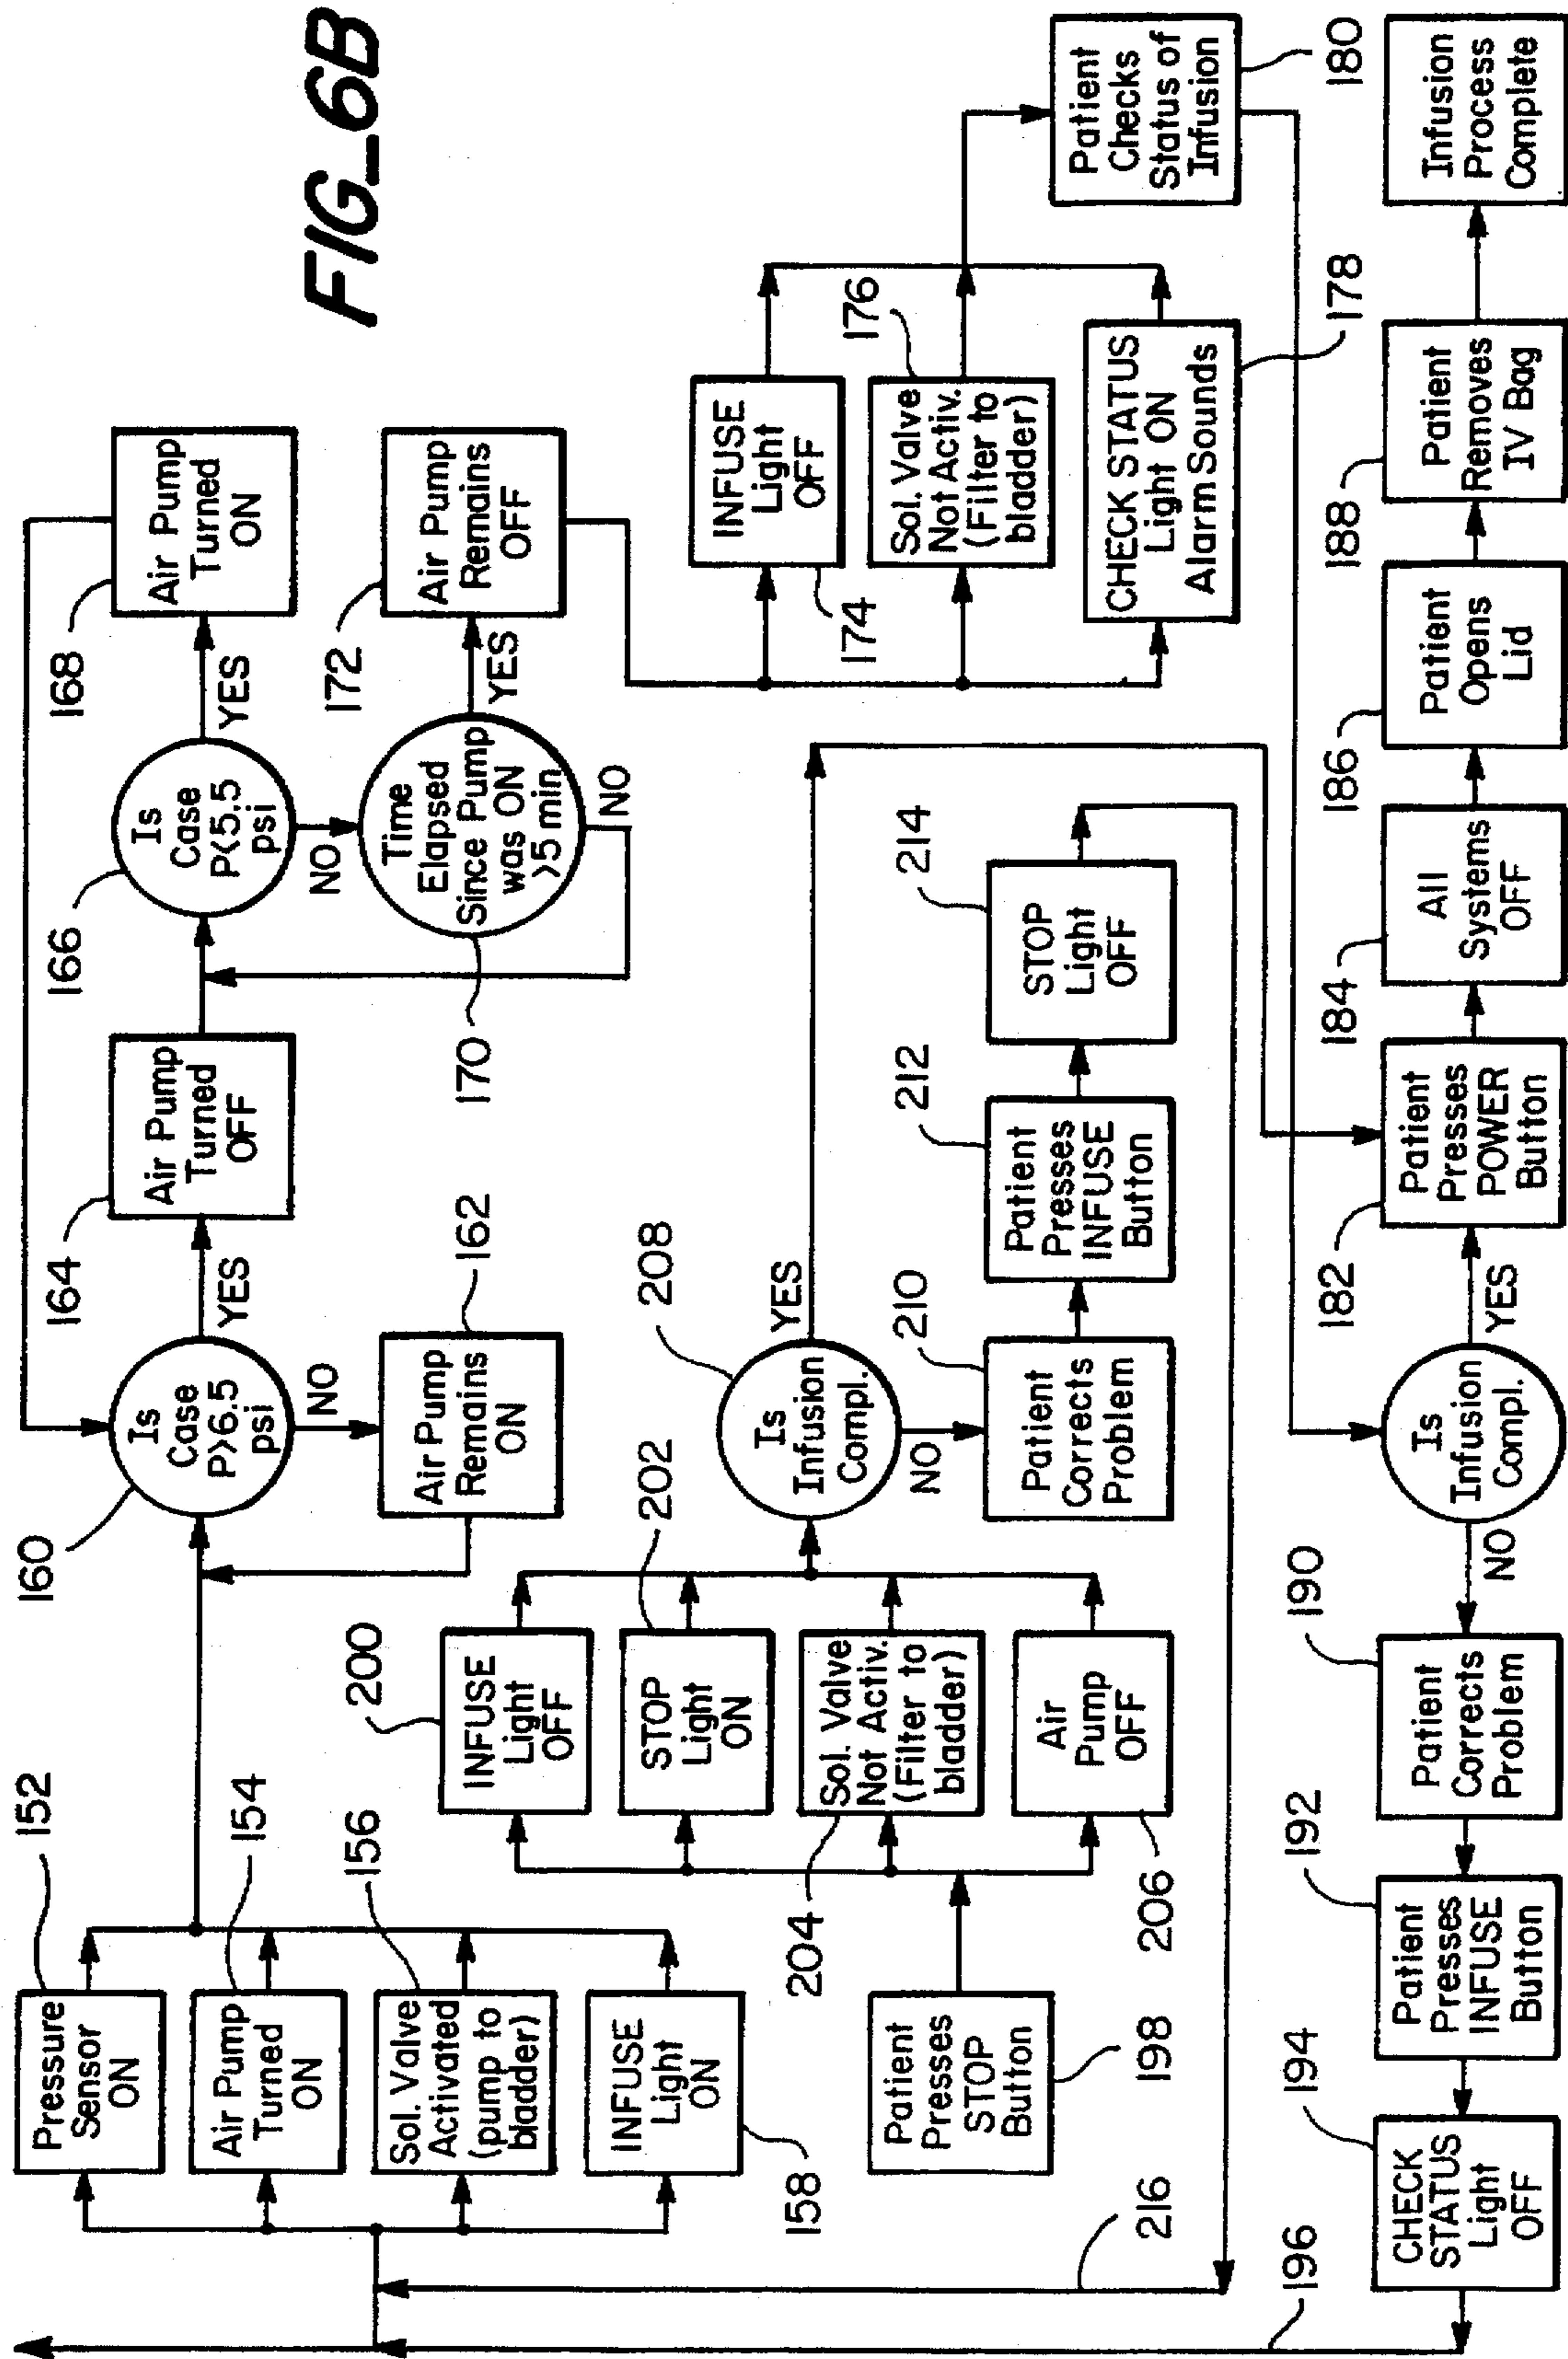 FIG_6B
152
Pressure
Sensor
ON
154
Air Pump
Turned
ON
156
Sol. Valve
Activated
(pump to
bladder)
INFUSE
Light
ON
158
160
Is
Case
P>6.5
psi
YES
NO
162
Air Pump
Remains
ON
164
Air Pump
Turned
OFF
166
Is
Case
P<5.5
psi
YES
NO
168
Air Pump
Turned
ON
170
Time
Elapsed
Since Pump
was ON
>5 min
YES
NO
172
Air Pump
Remains
OFF
INFUSE
Light
OFF
174
176
Sol. Valve
Not Activ.
(Filter to
bladder)
CHECK STATUS
Light ON
Alarm Sounds
178
Patient
Checks
Status of
Infusion
180
Patient
Presses
STOP
Button
198
200
INFUSE
Light
OFF
202
STOP
Light
ON
204
Sol. Valve
Not Activ.
(Filter to
bladder)
Air
Pump
OFF
206
208
Is
Infusion
Compl.
YES
NO
210
Patient
Corrects
Problem
212
Patient
Presses
INFUSE
Button
214
STOP
Light
OFF
216
196
194
CHECK
STATUS
Light
OFF
192
Patient
Presses
INFUSE
Button
190
Patient
Corrects
Problem
NO
Is
Infusion
Compl.
YES
182
Patient
Presses
POWER
Button
184
All
Systems
OFF
186
Patient
Opens
Lid
188
Patient
Removes
IV Bag
Infusion
Process
Complete